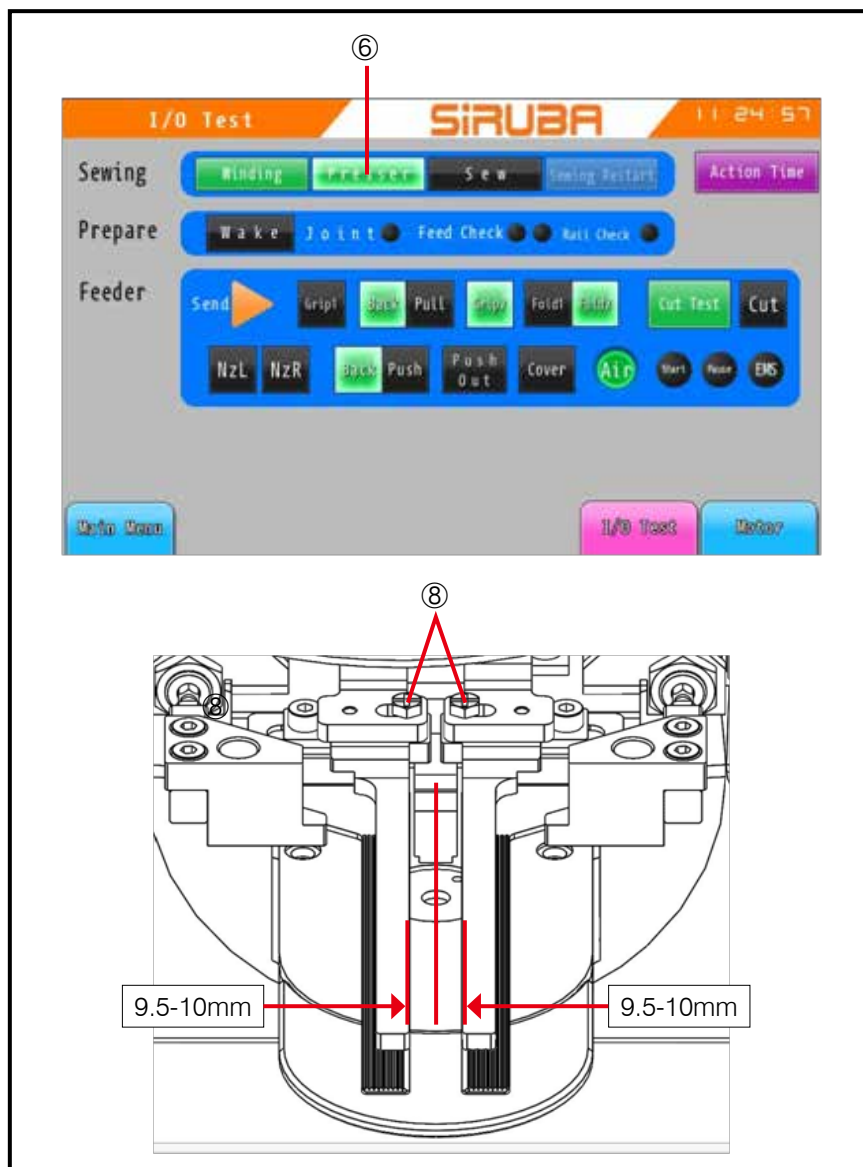 ⑥
I/O Test SiRUBA 11:24:57
Sewing Winding Presser Sew Sewing Restart Action Time
Prepare Wake Joint Feed Check Rail Check
Feeder Send Grip1 Back Pull Grip2 Fold1 Fold2 Cut Test Cut
NzL NzR Back Push Push Out Cover Air Start Pause EMS
Main Menu I/O Test Motor
⑧
⑧
9.5-10mm 9.5-10mm